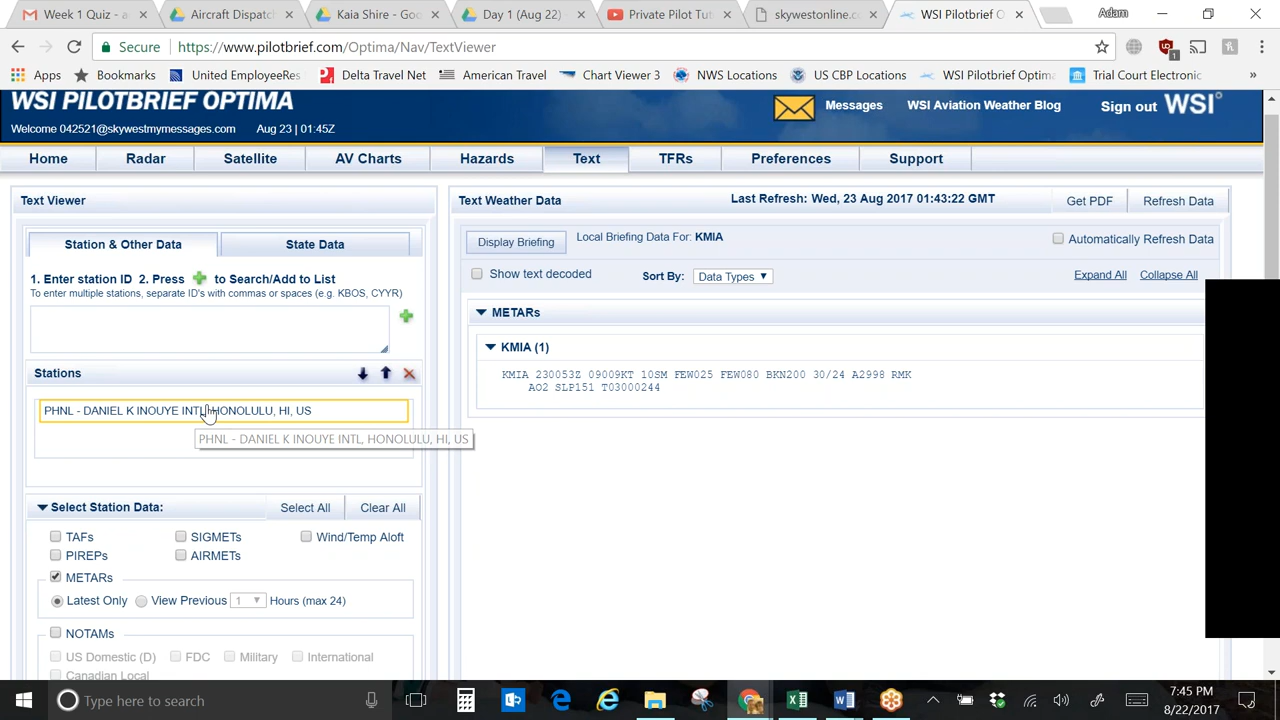 Week 1 Quiz - a
Aircraft Dispatch
Kaia Shire - Goo
Day 1 (Aug 22)
Private Pilot Tut
skywestonline.co
WSI Pilotbrief O
Adam
Secure
https://www.pilotbrief.com/Optima/Nav/TextViewer
Apps
Bookmarks
United EmployeeRes
Delta Travel Net
American Travel
Chart Viewer 3
NWS Locations
US CBP Locations
WSI Pilotbrief Optima
Trial Court Electronic
»
WSI PILOTBRIEF OPTIMA
Messages
WSI Aviation Weather Blog
Sign out
WSI
Welcome 042521@skywestmymessages.com
Aug 23 | 01:45Z
Home
Radar
Satellite
AV Charts
Hazards
Text
TFRs
Preferences
Support
Text Viewer
Text Weather Data
Last Refresh: Wed, 23 Aug 2017 01:43:22 GMT
Get PDF
Refresh Data
Station & Other Data
State Data
Display Briefing
Local Briefing Data For: KMIA
Automatically Refresh Data
1. Enter station ID 2. Press to Search/Add to List
To enter multiple stations, separate ID's with commas or spaces (e.g. KBOS, CYYR)
Show text decoded
Sort By:
Data Types
Expand All
Collapse All
METARs
KMIA (1)
KMIA 230053Z 09009KT 10SM FEW025 FEW080 BKN200 30/24 A2998 RMK
AO2 SLP151 T03000244
Stations
PHNL - DANIEL K INOUYE INTL, HONOLULU, HI, US
PHNL - DANIEL K INOUYE INTL, HONOLULU, HI, US
Select Station Data:
Select All
Clear All
TAFs
SIGMETs
Wind/Temp Aloft
PIREPs
AIRMETs
METARs
Latest Only
View Previous
1
Hours (max 24)
NOTAMs
US Domestic (D)
FDC
Military
International
Canadian Local
Type here to search
7:45 PM
8/22/2017